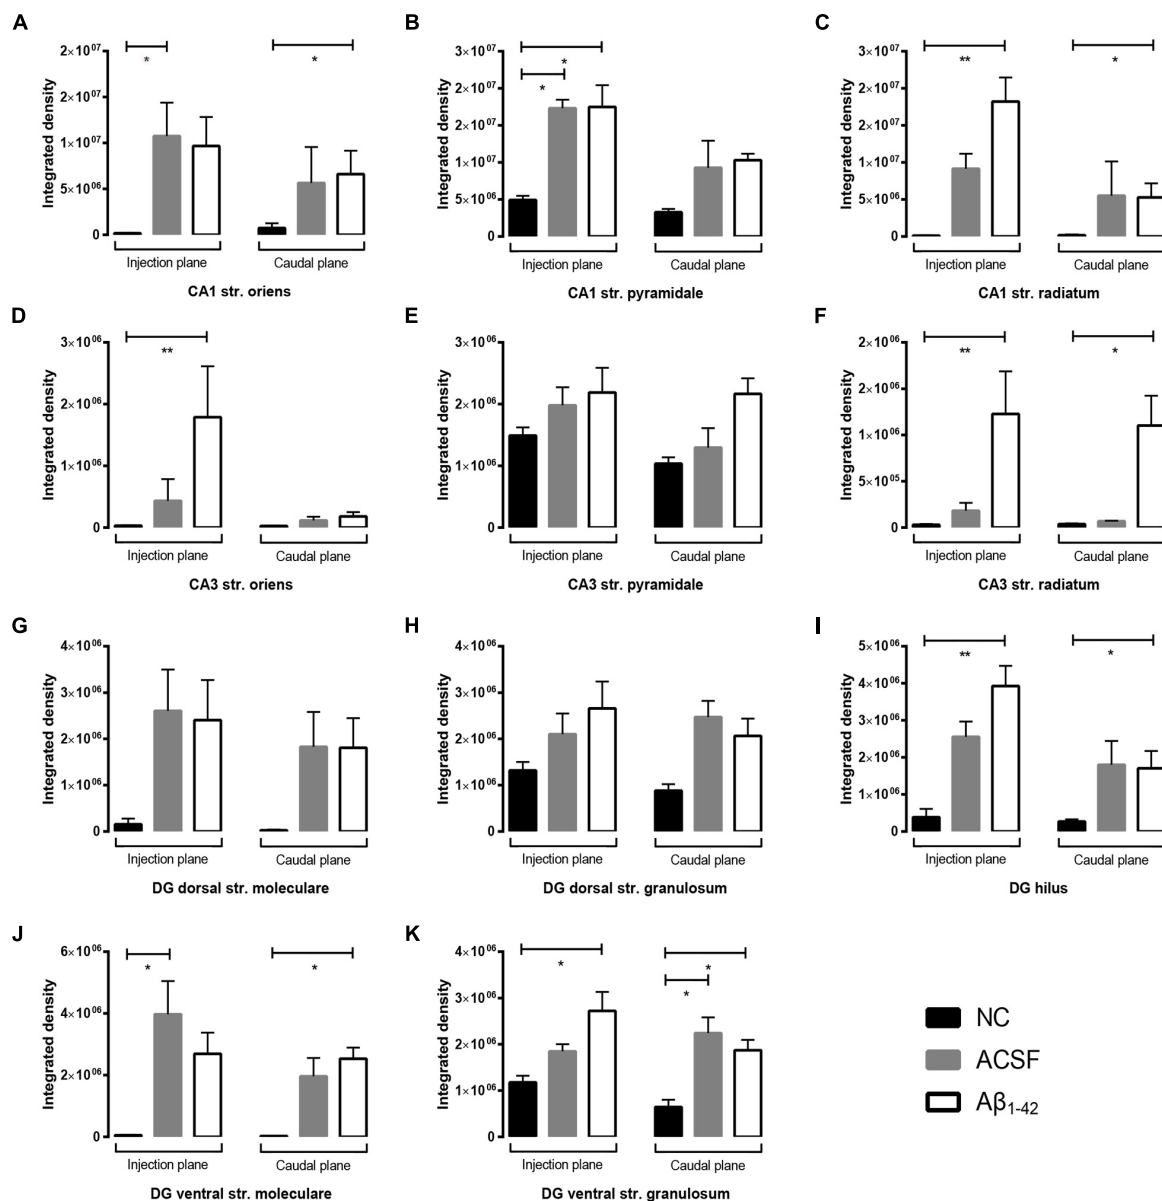 A
Integrated density
2×10⁰⁷
2×10⁰⁷
1×10⁰⁷
5×10⁰⁶
0
*
*
Injection plane
Caudal plane
CA1 str. oriens
B
Integrated density
3×10⁰⁷
2×10⁰⁷
2×10⁰⁷
1×10⁰⁷
5×10⁰⁶
0
*
*
Injection plane
Caudal plane
CA1 str. pyramidale
C
Integrated density
3×10⁰⁷
2×10⁰⁷
2×10⁰⁷
1×10⁰⁷
5×10⁰⁶
0
**
*
Injection plane
Caudal plane
CA1 str. radiatum
D
Integrated density
3×10⁰⁶
2×10⁰⁶
1×10⁰⁶
0
**
Injection plane
Caudal plane
CA3 str. oriens
E
Integrated density
3×10⁰⁶
2×10⁰⁶
1×10⁰⁶
0
Injection plane
Caudal plane
CA3 str. pyramidale
F
Integrated density
2×10⁰⁶
2×10⁰⁶
1×10⁰⁶
5×10⁰⁵
0
**
*
Injection plane
Caudal plane
CA3 str. radiatum
G
Integrated density
4×10⁰⁶
3×10⁰⁶
2×10⁰⁶
1×10⁰⁶
0
Injection plane
Caudal plane
DG dorsal str. moleculare
H
Integrated density
4×10⁰⁶
3×10⁰⁶
2×10⁰⁶
1×10⁰⁶
0
Injection plane
Caudal plane
DG dorsal str. granulosum
I
Integrated density
5×10⁰⁶
4×10⁰⁶
3×10⁰⁶
2×10⁰⁶
1×10⁰⁶
0
**
*
Injection plane
Caudal plane
DG hilus
J
Integrated density
6×10⁰⁶
4×10⁰⁶
2×10⁰⁶
0
*
*
Injection plane
Caudal plane
DG ventral str. moleculare
K
Integrated density
4×10⁰⁶
3×10⁰⁶
2×10⁰⁶
1×10⁰⁶
0
*
*
*
Injection plane
Caudal plane
DG ventral str. granulosum
NC
ACSF
Aβ₁₋₄₂